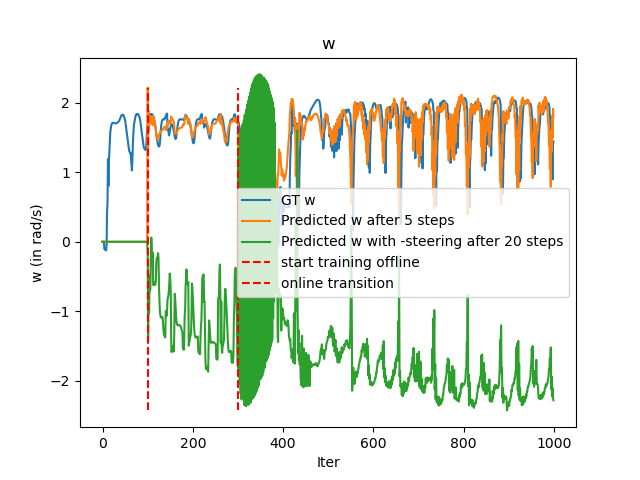 w
w (in rad/s)
2
1
0
−1
−2
GT w
Predicted w after 5 steps
Predicted w with -steering after 20 steps
start training offline
online transition
0 200 400 600 800 1000
Iter